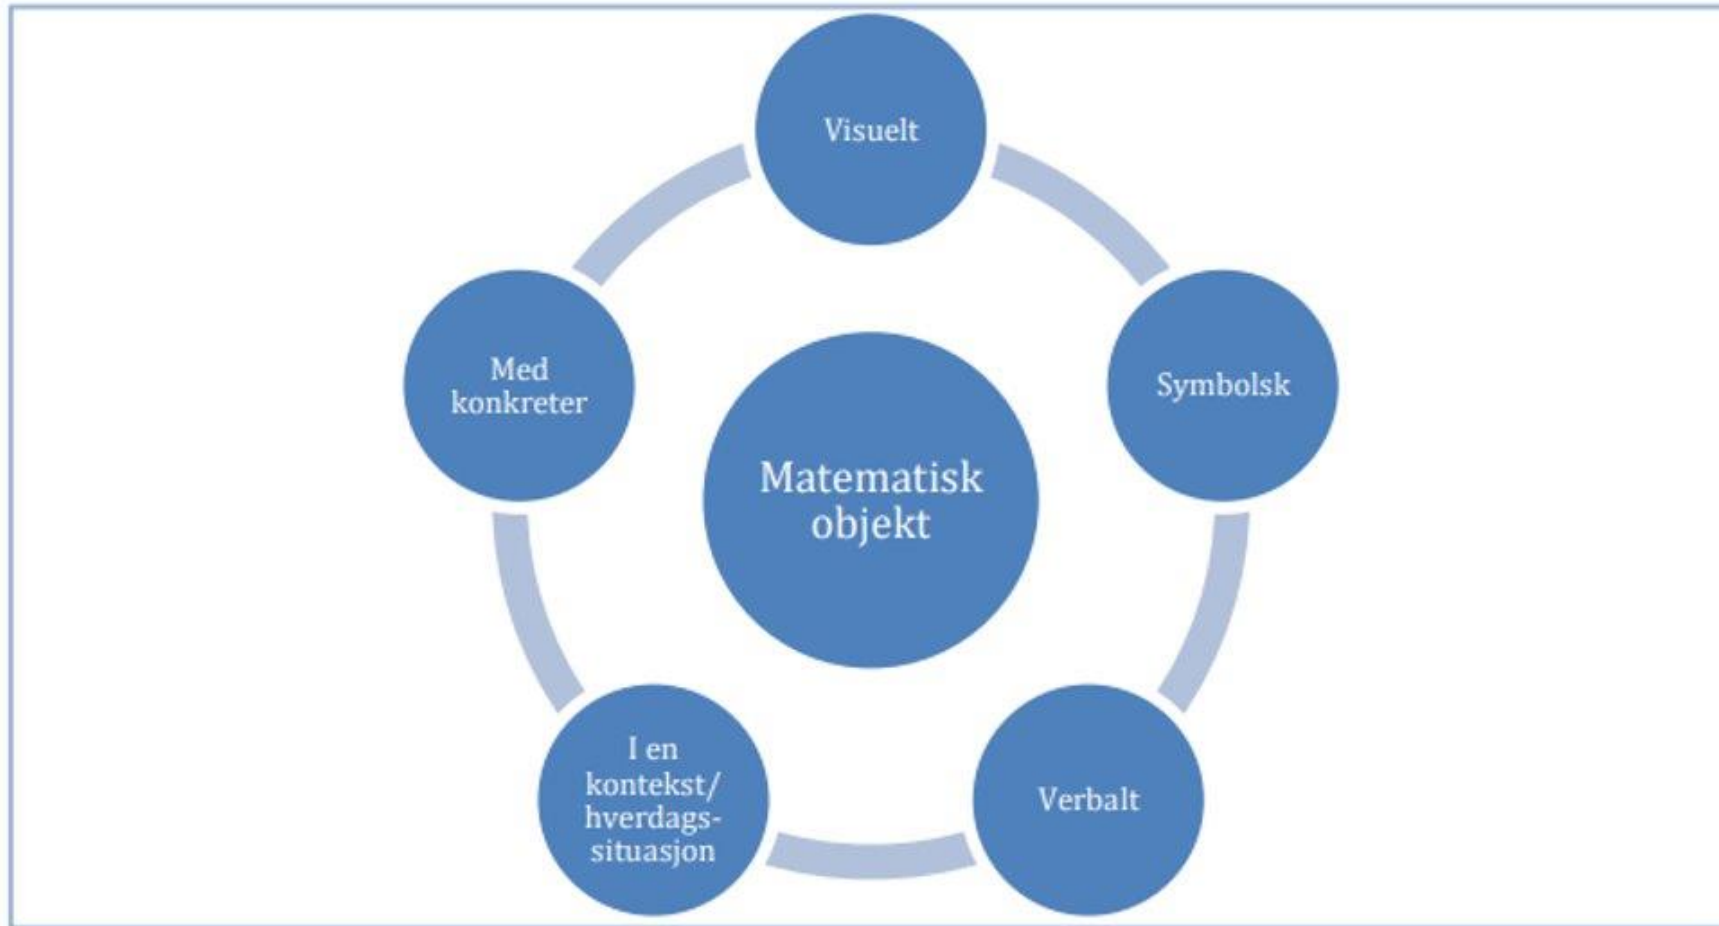 Visuelt
Med
konkreter
Symbolsk
Matematisk
objekt
I en
kontekst/
hverdags-
situasjon
Verbalt